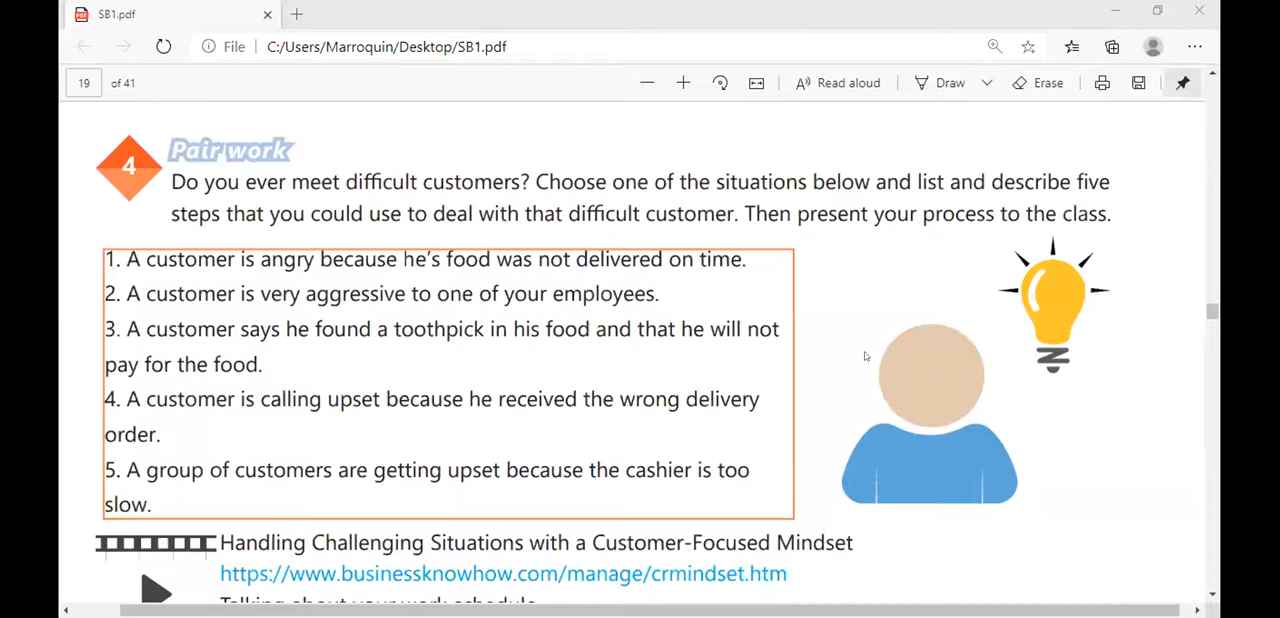 SB1.pdf
File C:/Users/Marroquin/Desktop/SB1.pdf
19 of 41 Read aloud Draw Erase
4 Pair work
Do you ever meet difficult customers? Choose one of the situations below and list and describe five
steps that you could use to deal with that difficult customer. Then present your process to the class.
1. A customer is angry because he's food was not delivered on time.
2. A customer is very aggressive to one of your employees.
3. A customer says he found a toothpick in his food and that he will not
pay for the food.
4. A customer is calling upset because he received the wrong delivery
order.
5. A group of customers are getting upset because the cashier is too
slow.
Handling Challenging Situations with a Customer-Focused Mindset
https://www.businessknowhow.com/manage/crmindset.htm
Talking about your work schedule